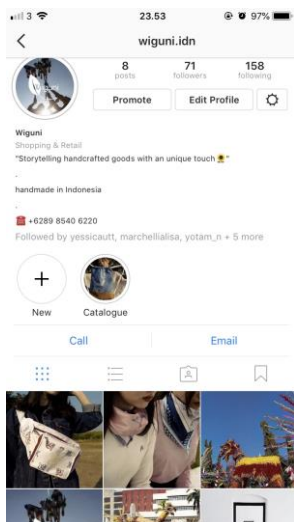 3 23.53 97%
wiguni.idn
8 71 158
posts followers following
Promote Edit Profile
Wiguni
Shopping & Retail
"Storytelling handcrafted goods with an unique touch 🌻"
.
handmade in Indonesia
.
☎️ +6289 8540 6220
Followed by yessicautt, marchellialisa, yotam_n + 5 more
New Catalogue
Call Email